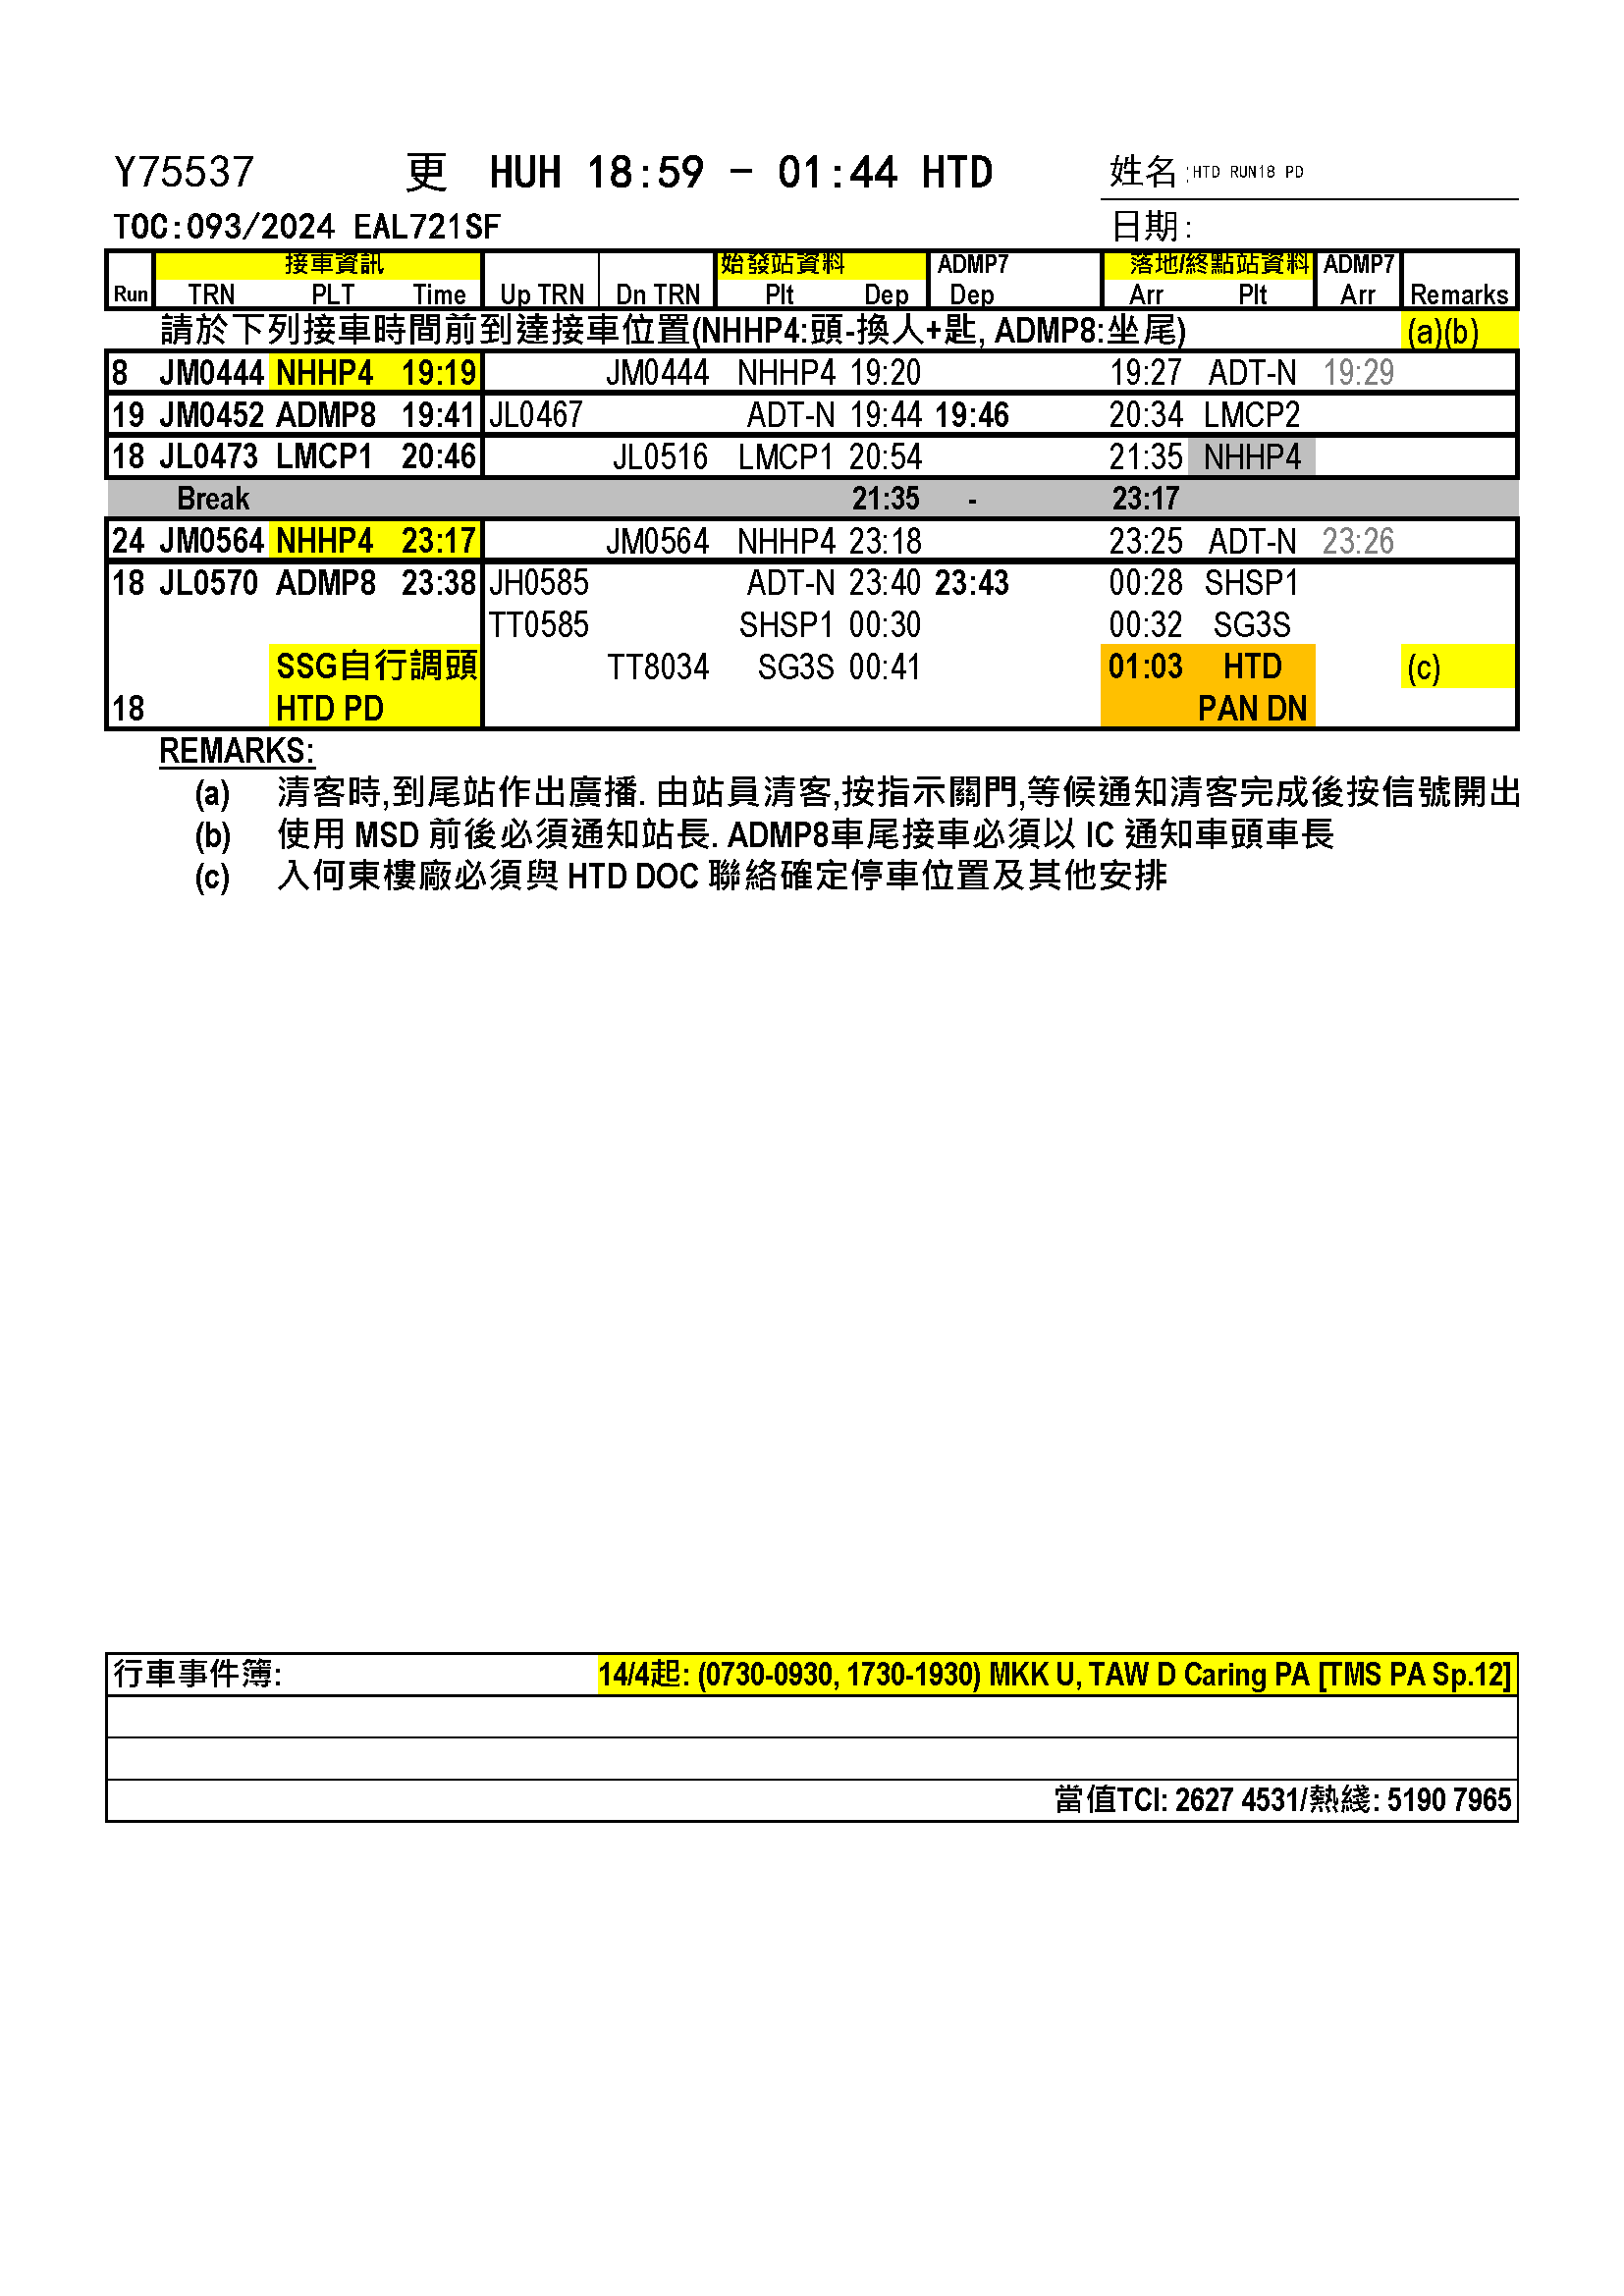 Y75537 更 HUH 18:59 - 01:44 HTD 姓名:HTD RUN18 PD
TOC:093/2024 EAL721SF 日期:
接車資訊 始發站資料 ADMP7 落地/終點站資料 ADMP7
Run TRN PLT Time Up TRN Dn TRN Plt Dep Dep Arr Plt Arr Remarks
請於下列接車時間前到達接車位置(NHHP4:頭-換人+匙, ADMP8:坐尾) (a)(b)
8 JM0444 NHHP4 19:19 JM0444 NHHP4 19:20 19:27 ADT-N 19:29
19 JM0452 ADMP8 19:41 JL0467 ADT-N 19:44 19:46 20:34 LMCP2
18 JL0473 LMCP1 20:46 JL0516 LMCP1 20:54 21:35 NHHP4
Break 21:35 - 23:17
24 JM0564 NHHP4 23:17 JM0564 NHHP4 23:18 23:25 ADT-N 23:26
18 JL0570 ADMP8 23:38 JH0585 ADT-N 23:40 23:43 00:28 SHSP1
TT0585 SHSP1 00:30 00:32 SG3S
SSG自行調頭 TT8034 SG3S 00:41 01:03 HTD (c)
18 HTD PD PAN DN
REMARKS:
(a) 清客時,到尾站作出廣播. 由站員清客,按指示關門,等候通知清客完成後按信號開出
(b) 使用 MSD 前後必須通知站長. ADMP8車尾接車必須以 IC 通知車頭車長
(c) 入何東樓廠必須與 HTD DOC 聯絡確定停車位置及其他安排
行車事件簿: 14/4起: (0730-0930, 1730-1930) MKK U, TAW D Caring PA [TMS PA Sp.12]
當值TCI: 2627 4531/熱綫: 5190 7965